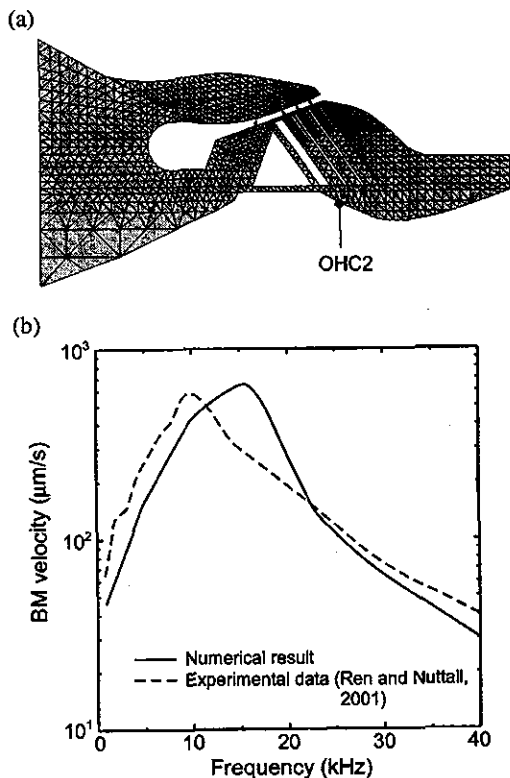 (a)
OHC2
(b)
10³
10²
10¹
BM velocity (μm/s)
Numerical result
Experimental data (Ren and Nuttall,
2001)
0 10 20 30 40
Frequency (kHz)